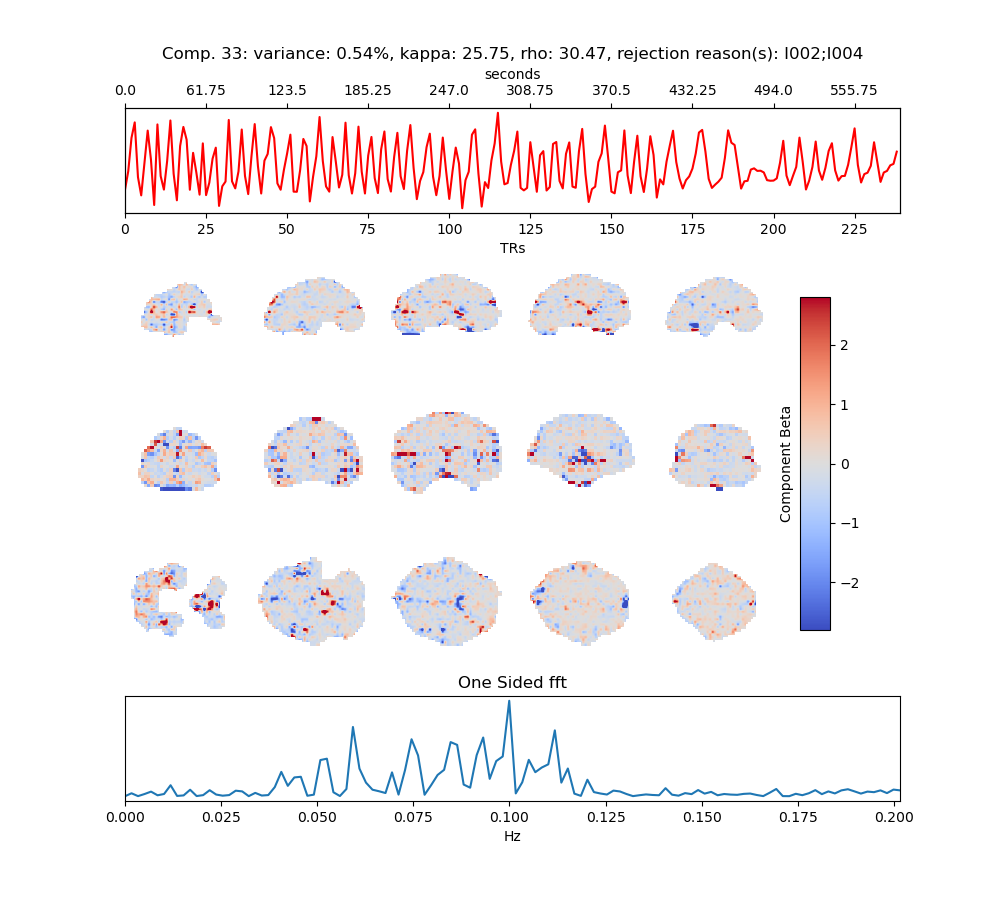 Comp. 33: variance: 0.54%, kappa: 25.75, rho: 30.47, rejection reason(s): I002;I004
seconds
0.0 61.75 123.5 185.25 247.0 308.75 370.5 432.25 494.0 555.75
0 25 50 75 100 125 150 175 200 225
TRs
2
1
0
−1
−2
Component Beta
One Sided fft
0.000 0.025 0.050 0.075 0.100 0.125 0.150 0.175 0.200
Hz